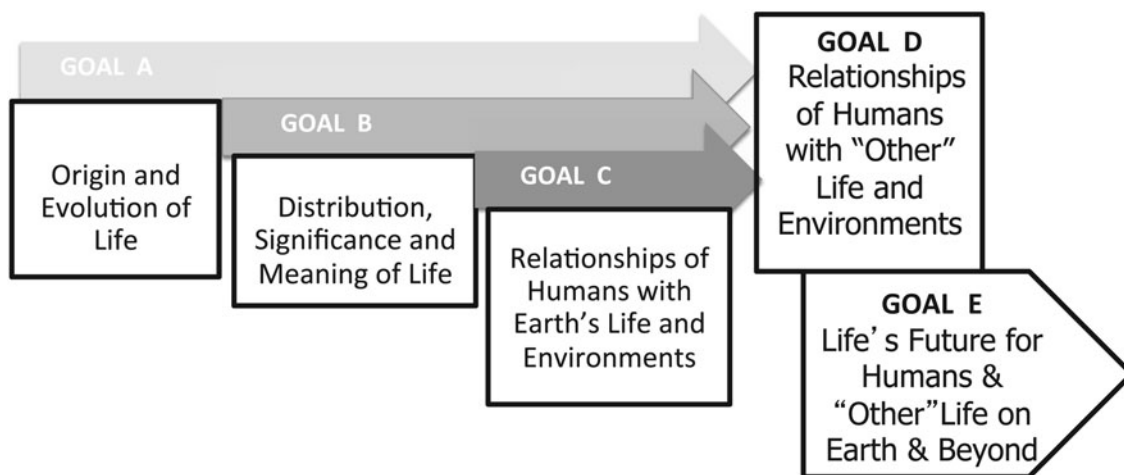 GOAL A
Origin and
Evolution of
Life
GOAL B
Distribution,
Significance and
Meaning of Life
GOAL C
Relationships of
Humans with
Earth's Life and
Environments
GOAL D
Relationships
of Humans
with “Other”
Life and
Environments
GOAL E
Life's Future for
Humans &
“Other”Life on
Earth & Beyond